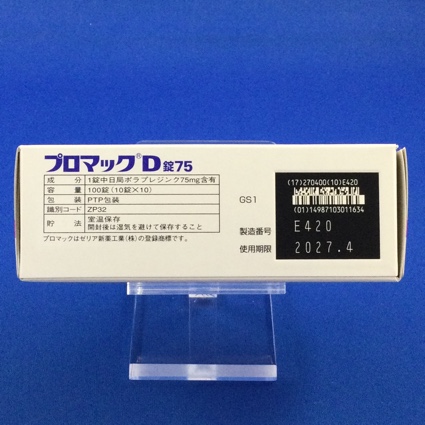 プロマック®D錠75
成分 1錠中日局ポラプレジンク75mg含有
容量 100錠(10錠×10)
包装 PTP包装
識別コード ZP32
貯法 室温保存
開封後は湿気を避けて保存すること
プロマックはゼリア新薬工業(株)の登録商標です。
GS1
(17)270400(10)E420
(01)14987103011634
製造番号 E420
使用期限 2027.4